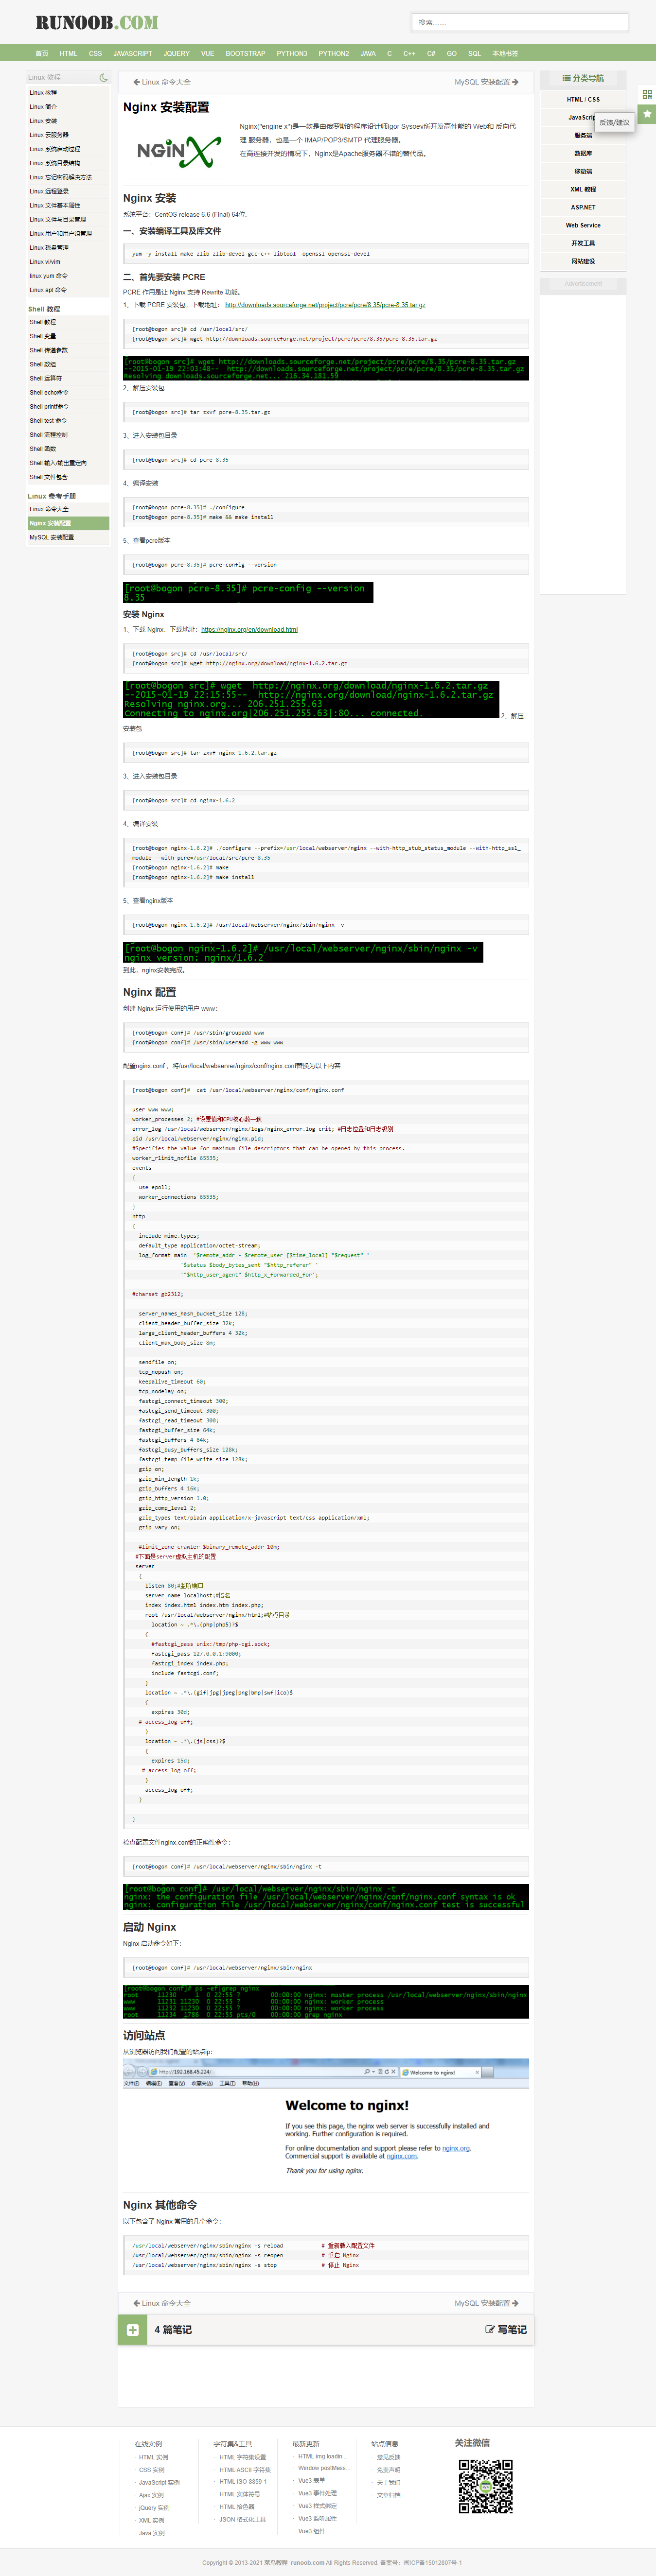 RUNOOB.COM
搜索……
首页 HTML CSS JAVASCRIPT JQUERY VUE BOOTSTRAP PYTHON3 PYTHON2 JAVA C C++ C# GO SQL 本地书签
Linux 教程
Linux 教程
Linux 简介
Linux 安装
Linux 云服务器
Linux 系统启动过程
Linux 系统目录结构
Linux 忘记密码解决方法
Linux 远程登录
Linux 文件基本属性
Linux 文件与目录管理
Linux 用户和用户组管理
Linux 磁盘管理
Linux vi/vim
linux yum 命令
Linux apt 命令
Shell 教程
Shell 教程
Shell 变量
Shell 传递参数
Shell 数组
Shell 运算符
Shell echo命令
Shell printf命令
Shell test 命令
Shell 流程控制
Shell 函数
Shell 输入/输出重定向
Shell 文件包含
Linux 参考手册
Linux 命令大全
Nginx 安装配置
MySQL 安装配置
Linux 命令大全
MySQL 安装配置
Nginx 安装配置
NGiNX
Nginx("engine x")是一款是由俄罗斯的程序设计师Igor Sysoev所开发高性能的 Web和 反向代
理 服务器，也是一个 IMAP/POP3/SMTP 代理服务器。
在高连接并发的情况下，Nginx是Apache服务器不错的替代品。
Nginx 安装
系统平台：CentOS release 6.6 (Final) 64位。
一、安装编译工具及库文件
yum -y install make zlib zlib-devel gcc-c++ libtool  openssl openssl-devel
二、首先要安装 PCRE
PCRE 作用是让 Nginx 支持 Rewrite 功能。
1、下载 PCRE 安装包，下载地址： http://downloads.sourceforge.net/project/pcre/pcre/8.35/pcre-8.35.tar.gz
[root@bogon src]# cd /usr/local/src/
[root@bogon src]# wget http://downloads.sourceforge.net/project/pcre/pcre/8.35/pcre-8.35.tar.gz
[root@bogon src]# wget http://downloads.sourceforge.net/project/pcre/pcre/8.35/pcre-8.35.tar.gz
--2015-01-19 22:03:48--  http://downloads.sourceforge.net/project/pcre/pcre/8.35/pcre-8.35.tar.gz
Resolving downloads.sourceforge.net... 216.34.181.59
2、解压安装包:
[root@bogon src]# tar zxvf pcre-8.35.tar.gz
3、进入安装包目录
[root@bogon src]# cd pcre-8.35
4、编译安装
[root@bogon pcre-8.35]# ./configure
[root@bogon pcre-8.35]# make && make install
5、查看pcre版本
[root@bogon pcre-8.35]# pcre-config --version
[root@bogon pcre-8.35]# pcre-config --version
8.35
安装 Nginx
1、下载 Nginx，下载地址：https://nginx.org/en/download.html
[root@bogon src]# cd /usr/local/src/
[root@bogon src]# wget http://nginx.org/download/nginx-1.6.2.tar.gz
[root@bogon src]# wget  http://nginx.org/download/nginx-1.6.2.tar.gz
--2015-01-19 22:15:55--  http://nginx.org/download/nginx-1.6.2.tar.gz
Resolving nginx.org... 206.251.255.63
Connecting to nginx.org|206.251.255.63|:80... connected.
2、解压
安装包
[root@bogon src]# tar zxvf nginx-1.6.2.tar.gz
3、进入安装包目录
[root@bogon src]# cd nginx-1.6.2
4、编译安装
[root@bogon nginx-1.6.2]# ./configure --prefix=/usr/local/webserver/nginx --with-http_stub_status_module --with-http_ssl_
module --with-pcre=/usr/local/src/pcre-8.35
[root@bogon nginx-1.6.2]# make
[root@bogon nginx-1.6.2]# make install
5、查看nginx版本
[root@bogon nginx-1.6.2]# /usr/local/webserver/nginx/sbin/nginx -v
[root@bogon nginx-1.6.2]# /usr/local/webserver/nginx/sbin/nginx -v
nginx version: nginx/1.6.2
到此，nginx安装完成。
Nginx 配置
创建 Nginx 运行使用的用户 www：
[root@bogon conf]# /usr/sbin/groupadd www
[root@bogon conf]# /usr/sbin/useradd -g www www
配置nginx.conf ，将/usr/local/webserver/nginx/conf/nginx.conf替换为以下内容
[root@bogon conf]#  cat /usr/local/webserver/nginx/conf/nginx.conf
user www www;
worker_processes 2; #设置值和CPU核心数一致
error_log /usr/local/webserver/nginx/logs/nginx_error.log crit; #日志位置和日志级别
pid /usr/local/webserver/nginx/nginx.pid;
#Specifies the value for maximum file descriptors that can be opened by this process.
worker_rlimit_nofile 65535;
events
{
use epoll;
worker_connections 65535;
}
http
{
include mime.types;
default_type application/octet-stream;
log_format main  '$remote_addr - $remote_user [$time_local] "$request" '
'$status $body_bytes_sent "$http_referer" '
'"$http_user_agent" $http_x_forwarded_for';
#charset gb2312;
server_names_hash_bucket_size 128;
client_header_buffer_size 32k;
large_client_header_buffers 4 32k;
client_max_body_size 8m;
sendfile on;
tcp_nopush on;
keepalive_timeout 60;
tcp_nodelay on;
fastcgi_connect_timeout 300;
fastcgi_send_timeout 300;
fastcgi_read_timeout 300;
fastcgi_buffer_size 64k;
fastcgi_buffers 4 64k;
fastcgi_busy_buffers_size 128k;
fastcgi_temp_file_write_size 128k;
gzip on;
gzip_min_length 1k;
gzip_buffers 4 16k;
gzip_http_version 1.0;
gzip_comp_level 2;
gzip_types text/plain application/x-javascript text/css application/xml;
gzip_vary on;
#limit_zone crawler $binary_remote_addr 10m;
#下面是server虚拟主机的配置
server
{
listen 80;#监听端口
server_name localhost;#域名
index index.html index.htm index.php;
root /usr/local/webserver/nginx/html;#站点目录
location ~ .*\.(php|php5)?$
{
#fastcgi_pass unix:/tmp/php-cgi.sock;
fastcgi_pass 127.0.0.1:9000;
fastcgi_index index.php;
include fastcgi.conf;
}
location ~ .*\.(gif|jpg|jpeg|png|bmp|swf|ico)$
{
expires 30d;
# access_log off;
}
location ~ .*\.(js|css)?$
{
expires 15d;
# access_log off;
}
access_log off;
}
}
检查配置文件nginx.conf的正确性命令：
[root@bogon conf]# /usr/local/webserver/nginx/sbin/nginx -t
[root@bogon conf]# /usr/local/webserver/nginx/sbin/nginx -t
nginx: the configuration file /usr/local/webserver/nginx/conf/nginx.conf syntax is ok
nginx: configuration file /usr/local/webserver/nginx/conf/nginx.conf test is successful
启动 Nginx
Nginx 启动命令如下：
[root@bogon conf]# /usr/local/webserver/nginx/sbin/nginx
[root@bogon conf]# ps -ef|grep nginx
root     11230     1  0 22:55 ?        00:00:00 nginx: master process /usr/local/webserver/nginx/sbin/nginx
www      11231 11230  0 22:55 ?        00:00:00 nginx: worker process
www      11232 11230  0 22:55 ?        00:00:00 nginx: worker process
root     11234  1786  0 22:55 pts/0    00:00:00 grep nginx
访问站点
从浏览器访问我们配置的站点ip：
http://192.168.45.224/
Welcome to nginx!
文件(F) 编辑(E) 查看(V) 收藏夹(A) 工具(T) 帮助(H)
Welcome to nginx!
If you see this page, the nginx web server is successfully installed and
working. Further configuration is required.
For online documentation and support please refer to nginx.org.
Commercial support is available at nginx.com.
Thank you for using nginx.
Nginx 其他命令
以下包含了 Nginx 常用的几个命令：
/usr/local/webserver/nginx/sbin/nginx -s reload            # 重新载入配置文件
/usr/local/webserver/nginx/sbin/nginx -s reopen            # 重启 Nginx
/usr/local/webserver/nginx/sbin/nginx -s stop              # 停止 Nginx
Linux 命令大全
MySQL 安装配置
4 篇笔记
写笔记
分类导航
HTML / CSS
JavaScrip
服务端
数据库
移动端
XML 教程
ASP.NET
Web Service
开发工具
网站建设
Advertisement
反馈/建议
在线实例
· HTML 实例
· CSS 实例
· JavaScript 实例
· Ajax 实例
· jQuery 实例
· XML 实例
· Java 实例
字符集&工具
· HTML 字符集设置
· HTML ASCII 字符集
· HTML ISO-8859-1
· HTML 实体符号
· HTML 拾色器
· JSON 格式化工具
最新更新
· HTML img loadin...
· Window postMess...
· Vue3 表单
· Vue3 事件处理
· Vue3 样式绑定
· Vue3 监听属性
· Vue3 组件
站点信息
· 意见反馈
· 免责声明
· 关于我们
· 文章归档
关注微信
Copyright © 2013-2021 菜鸟教程 runoob.com All Rights Reserved. 备案号：闽ICP备15012807号-1